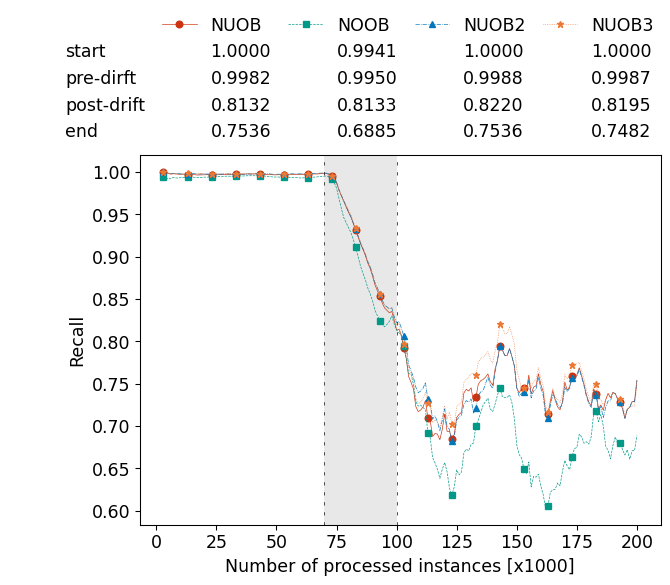 NUOB NOOB NUOB2 NUOB3
start 1.0000 0.9941 1.0000 1.0000
pre-dirft 0.9982 0.9950 0.9988 0.9987
post-drift 0.8132 0.8133 0.8220 0.8195
end 0.7536 0.6885 0.7536 0.7482
1.00
0.95
0.90
0.85
0.80
0.75
0.70
0.65
0.60
Recall
0 25 50 75 100 125 150 175 200
Number of processed instances [x1000]